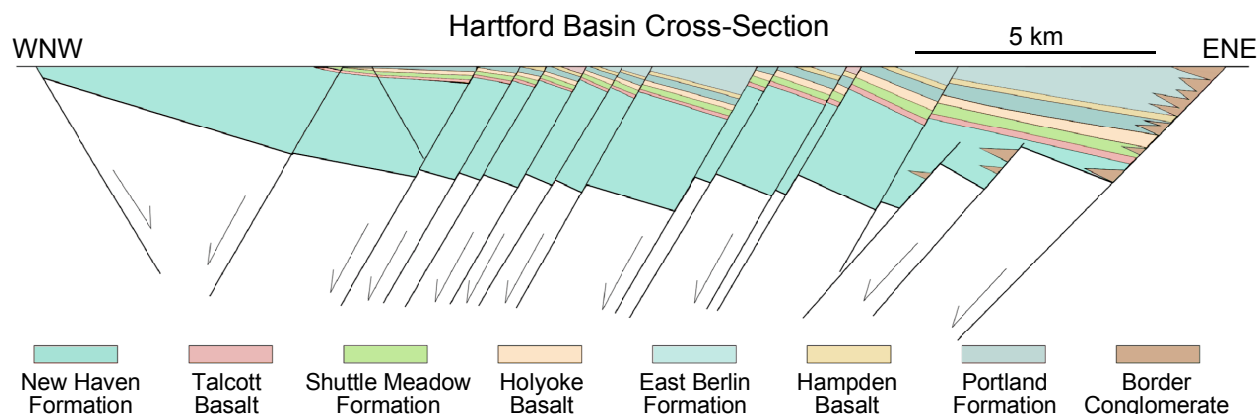 Hartford Basin Cross-Section
WNW
5 km
ENE
New Haven
Formation
Talcott
Basalt
Shuttle Meadow
Formation
Holyoke
Basalt
East Berlin
Formation
Hampden
Basalt
Portland
Formation
Border
Conglomerate